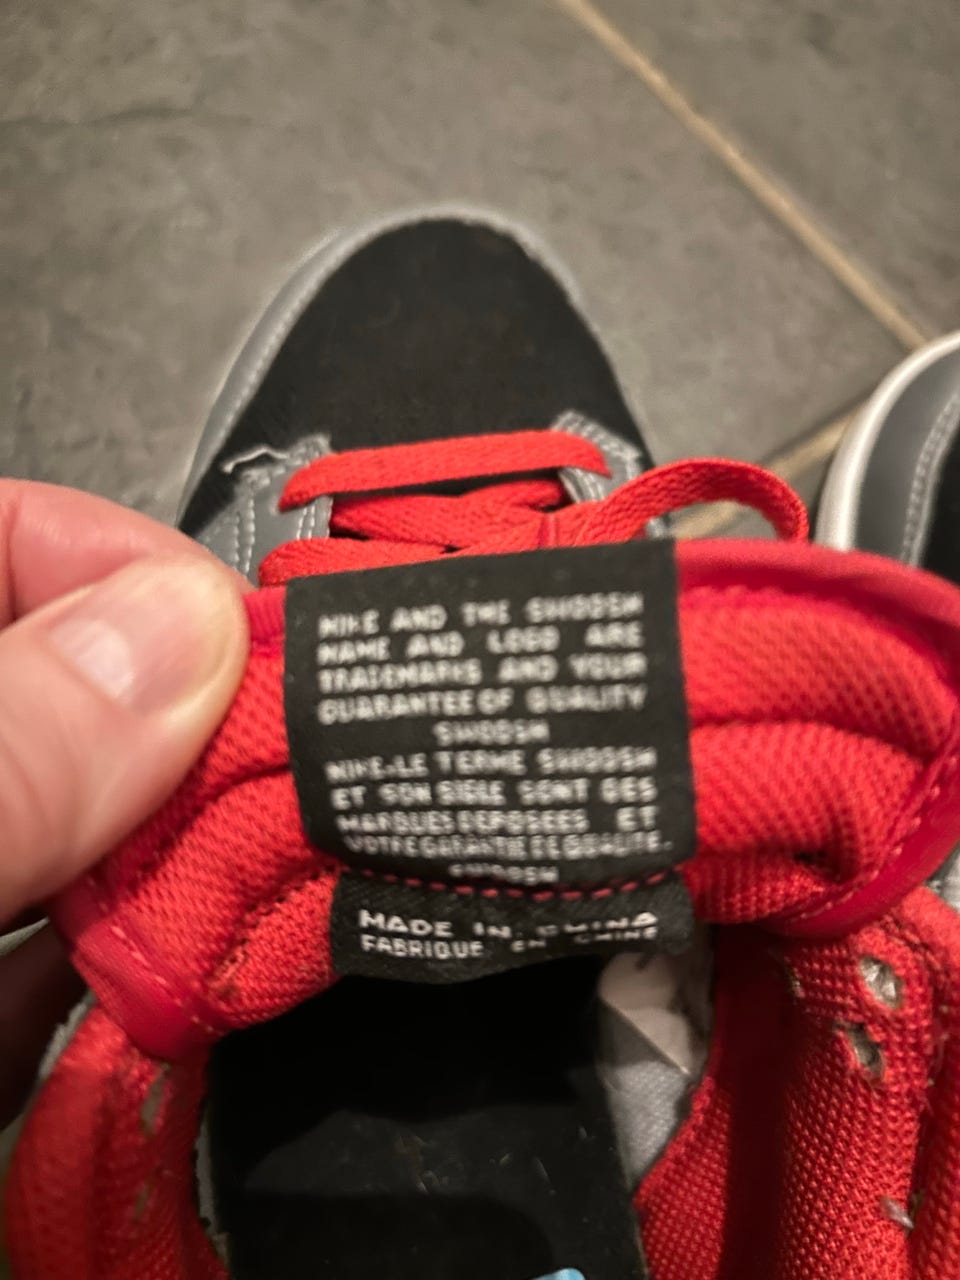 NIKE AND THE SWOOSH
NAME AND LOGO ARE
TRADEMARKS AND YOUR
GUARANTEE OF QUALITY
SWOOSH
NIKE, LE TERME SWOOSH
ET SON SIGLE SONT DES
MARQUES DEPOSEES ET
VOTRE GARANTIE DE QUALITE.
SWOOSH
MADE IN CHINA
FABRIQUE EN CHINE